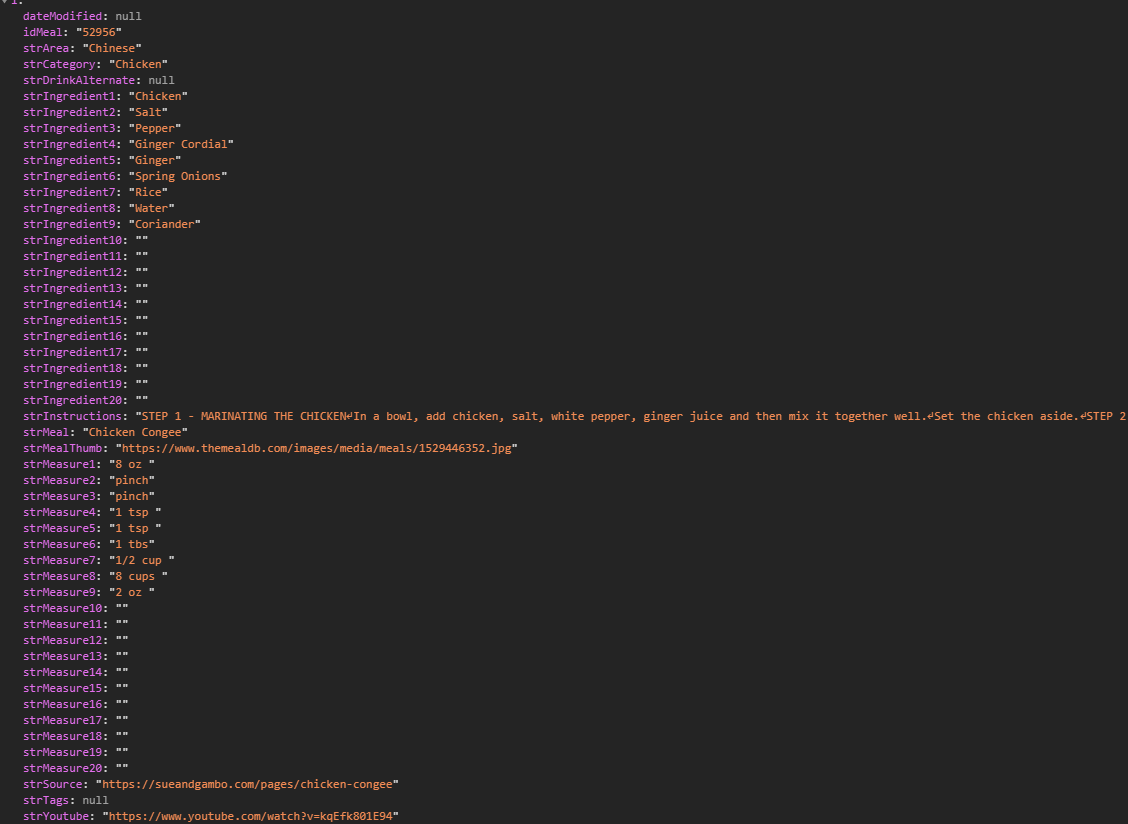 ▼ 1:
dateModified: null
idMeal: "52956"
strArea: "Chinese"
strCategory: "Chicken"
strDrinkAlternate: null
strIngredient1: "Chicken"
strIngredient2: "Salt"
strIngredient3: "Pepper"
strIngredient4: "Ginger Cordial"
strIngredient5: "Ginger"
strIngredient6: "Spring Onions"
strIngredient7: "Rice"
strIngredient8: "Water"
strIngredient9: "Coriander"
strIngredient10: ""
strIngredient11: ""
strIngredient12: ""
strIngredient13: ""
strIngredient14: ""
strIngredient15: ""
strIngredient16: ""
strIngredient17: ""
strIngredient18: ""
strIngredient19: ""
strIngredient20: ""
strInstructions: "STEP 1 - MARINATING THE CHICKEN↵In a bowl, add chicken, salt, white pepper, ginger juice and then mix it together well.↵Set the chicken aside.↵STEP 2
strMeal: "Chicken Congee"
strMealThumb: "https://www.themealdb.com/images/media/meals/1529446352.jpg"
strMeasure1: "8 oz "
strMeasure2: "pinch"
strMeasure3: "pinch"
strMeasure4: "1 tsp "
strMeasure5: "1 tsp "
strMeasure6: "1 tbs"
strMeasure7: "1/2 cup "
strMeasure8: "8 cups "
strMeasure9: "2 oz "
strMeasure10: ""
strMeasure11: ""
strMeasure12: ""
strMeasure13: ""
strMeasure14: ""
strMeasure15: ""
strMeasure16: ""
strMeasure17: ""
strMeasure18: ""
strMeasure19: ""
strMeasure20: ""
strSource: "https://sueandgambo.com/pages/chicken-congee"
strTags: null
strYoutube: "https://www.youtube.com/watch?v=kqEfk801E94"